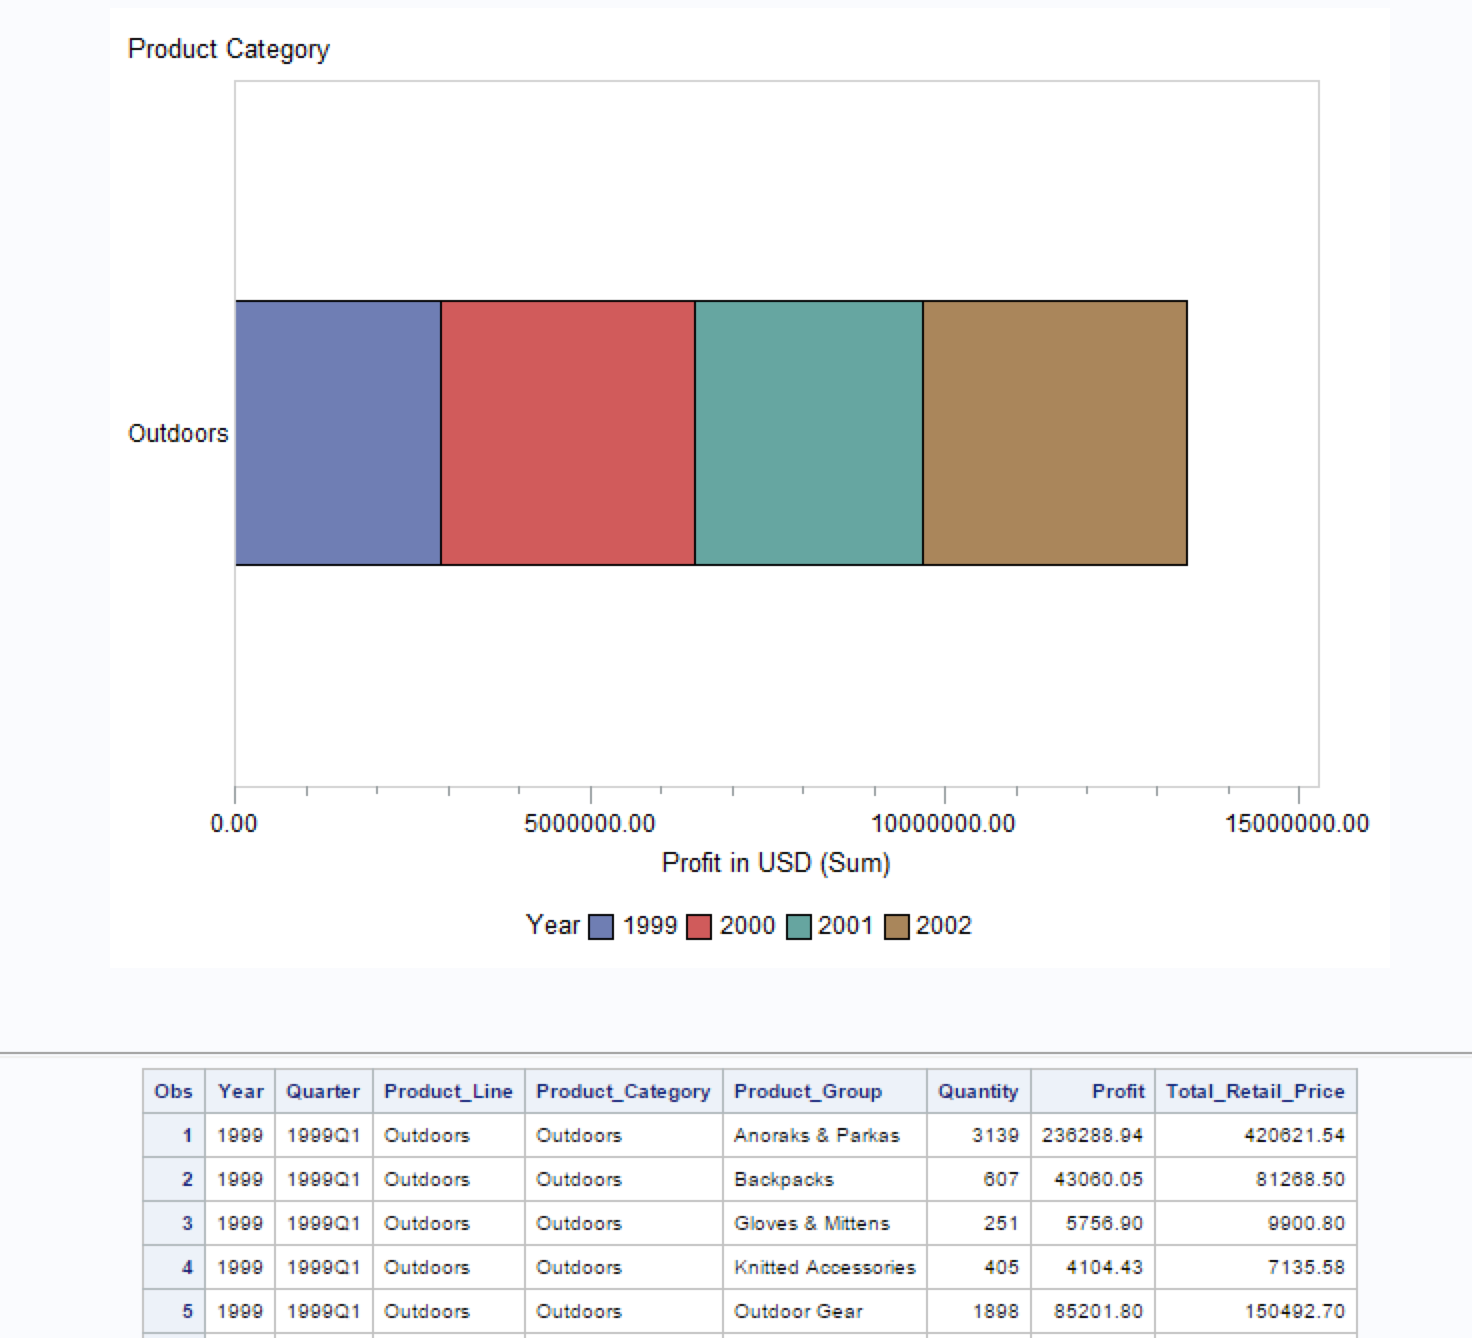 Product Category
Outdoors
0.00 5000000.00 10000000.00 15000000.00
Profit in USD (Sum)
Year 1999 2000 2001 2002
Obs Year Quarter Product_Line Product_Category Product_Group Quantity Profit Total_Retail_Price
1 1999 1999Q1 Outdoors Outdoors Anoraks & Parkas 3139 236288.94 420621.54
2 1999 1999Q1 Outdoors Outdoors Backpacks 607 43060.05 81268.50
3 1999 1999Q1 Outdoors Outdoors Gloves & Mittens 251 5756.90 9900.80
4 1999 1999Q1 Outdoors Outdoors Knitted Accessories 405 4104.43 7135.58
5 1999 1999Q1 Outdoors Outdoors Outdoor Gear 1898 85201.80 150492.70